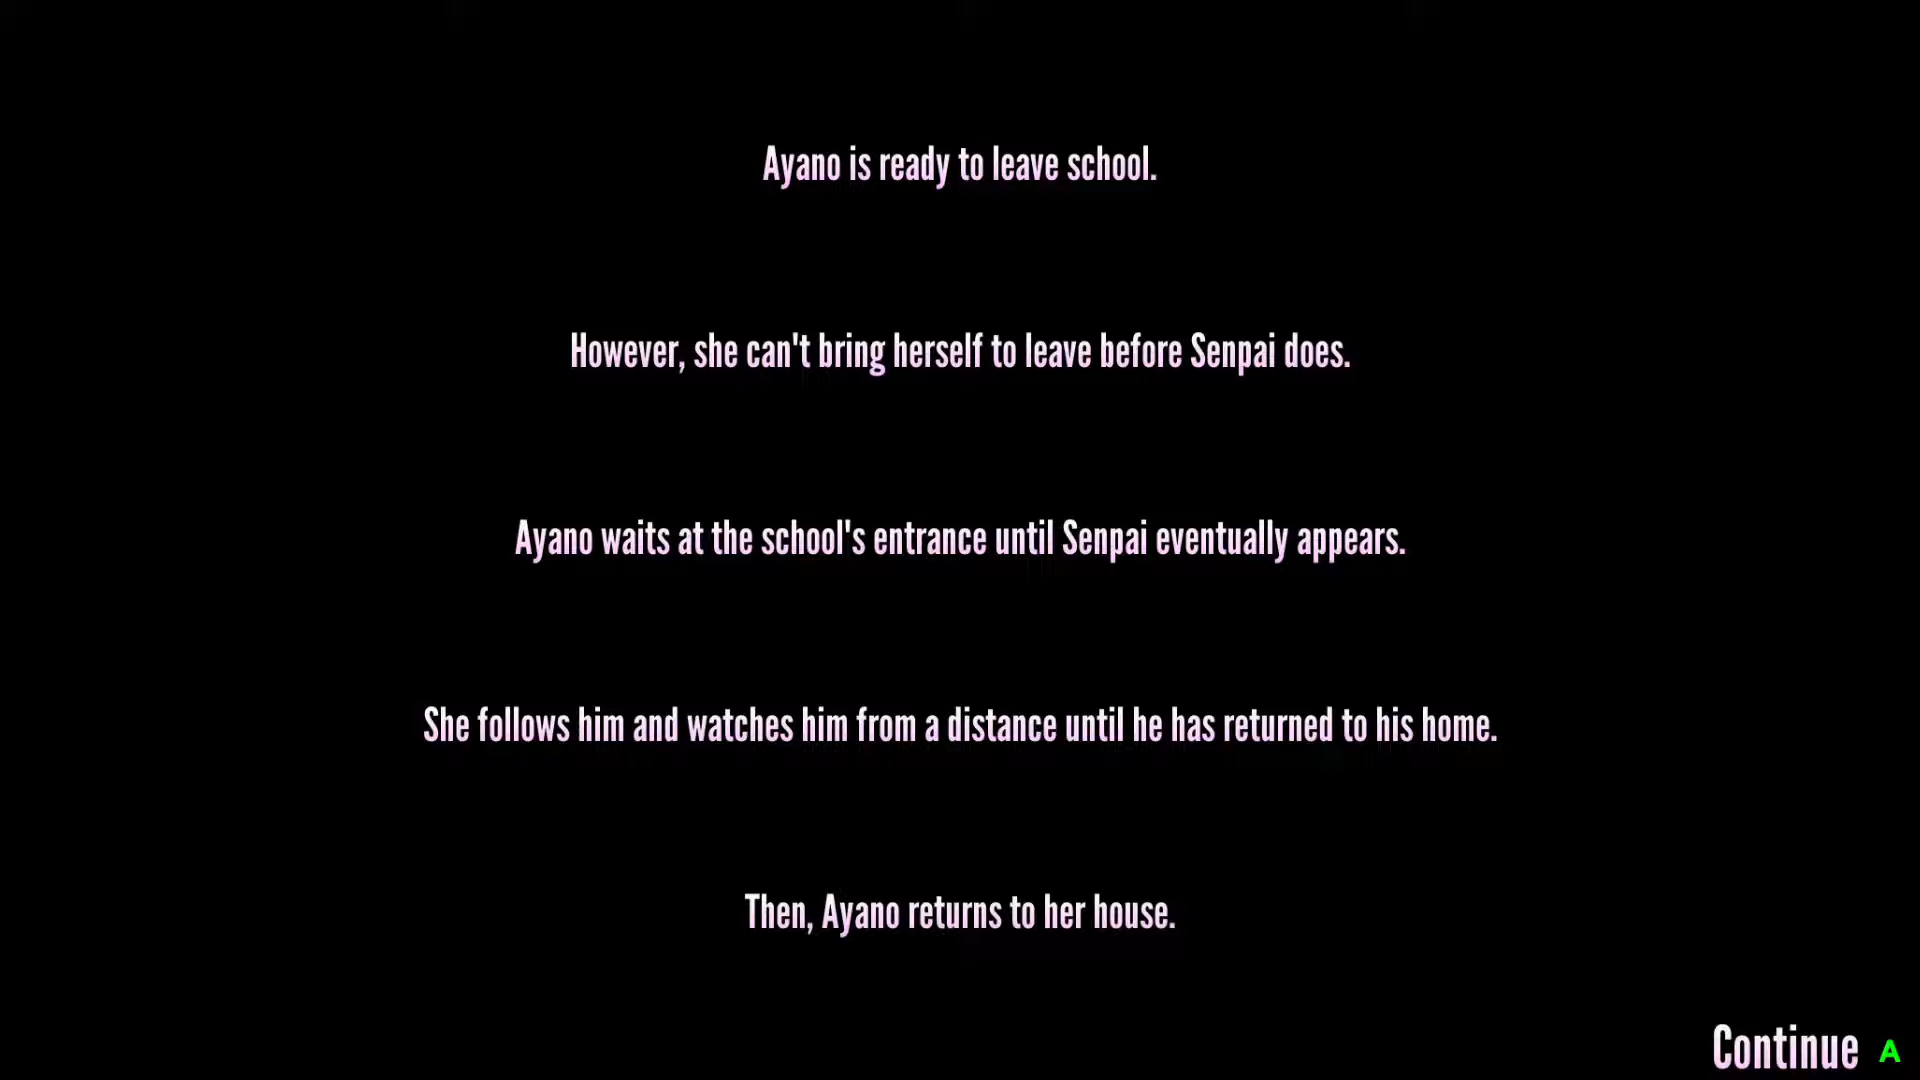 Ayano is ready to leave school.
However, she can't bring herself to leave before Senpai does.
Ayano waits at the school's entrance until Senpai eventually appears.
She follows him and watches him from a distance until he has returned to his home.
Then, Ayano returns to her house.
Continue A